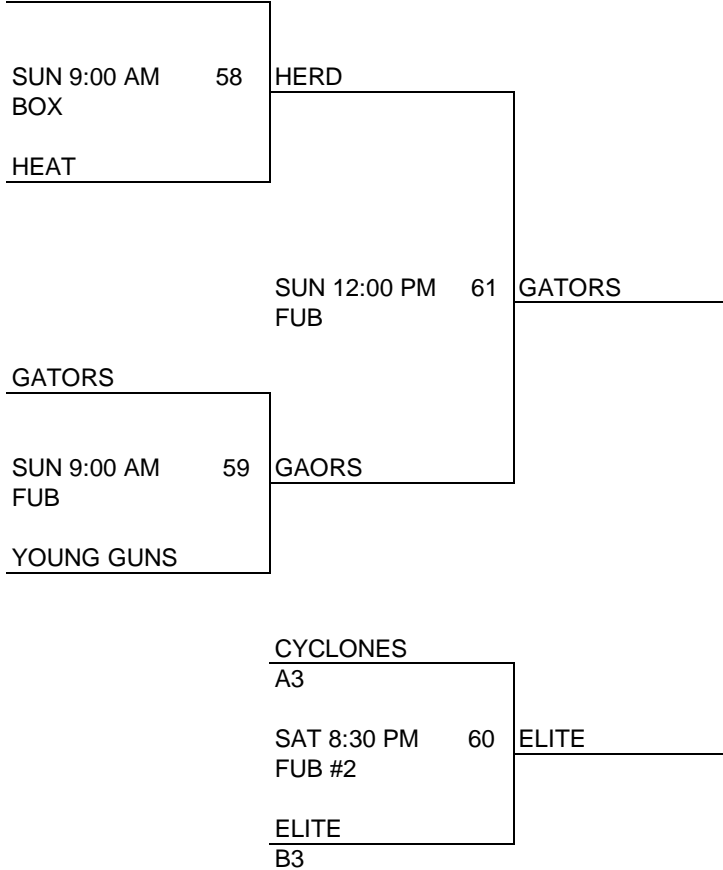 SUN 9:00 AM 58 HERD
BOX
HEAT
SUN 12:00 PM 61 GATORS
FUB
GATORS
SUN 9:00 AM 59 GAORS
FUB
YOUNG GUNS
CYCLONES
A3
SAT 8:30 PM 60 ELITE
FUB #2
ELITE
B3